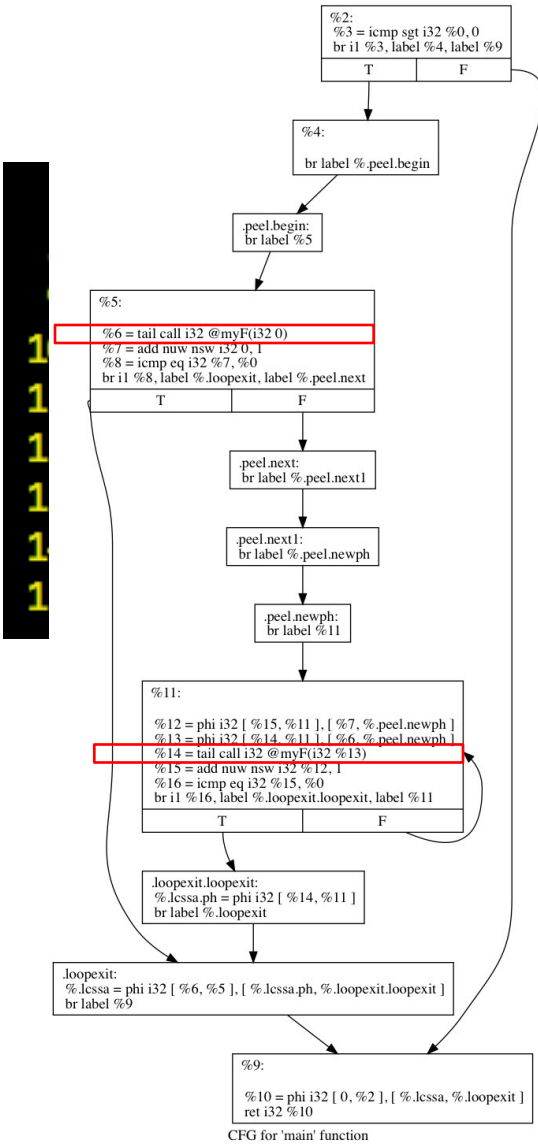 %2:
%3 = icmp sgt i32 %0, 0
br i1 %3, label %4, label %9
T F
%4:
br label %.peel.begin
.peel.begin:
br label %5
%5:
%6 = tail call i32 @myF(i32 0)
%7 = add nuw nsw i32 0, 1
%8 = icmp eq i32 %7, %0
br i1 %8, label %.loopexit, label %.peel.next
T F
.peel.next:
br label %.peel.next1
.peel.next1:
br label %.peel.newph
.peel.newph:
br label %11
%11:
%12 = phi i32 [ %15, %11 ], [ %7, %.peel.newph ]
%13 = phi i32 [ %14, %11 ], [ %6, %.peel.newph ]
%14 = tail call i32 @myF(i32 %13)
%15 = add nuw nsw i32 %12, 1
%16 = icmp eq i32 %15, %0
br i1 %16, label %.loopexit.loopexit, label %11
T F
.loopexit.loopexit:
%.lcssa.ph = phi i32 [ %14, %11 ]
br label %.loopexit
.loopexit:
%.lcssa = phi i32 [ %6, %5 ], [ %.lcssa.ph, %.loopexit.loopexit ]
br label %9
%9:
%10 = phi i32 [ 0, %2 ], [ %.lcssa, %.loopexit ]
ret i32 %10
CFG for 'main' function